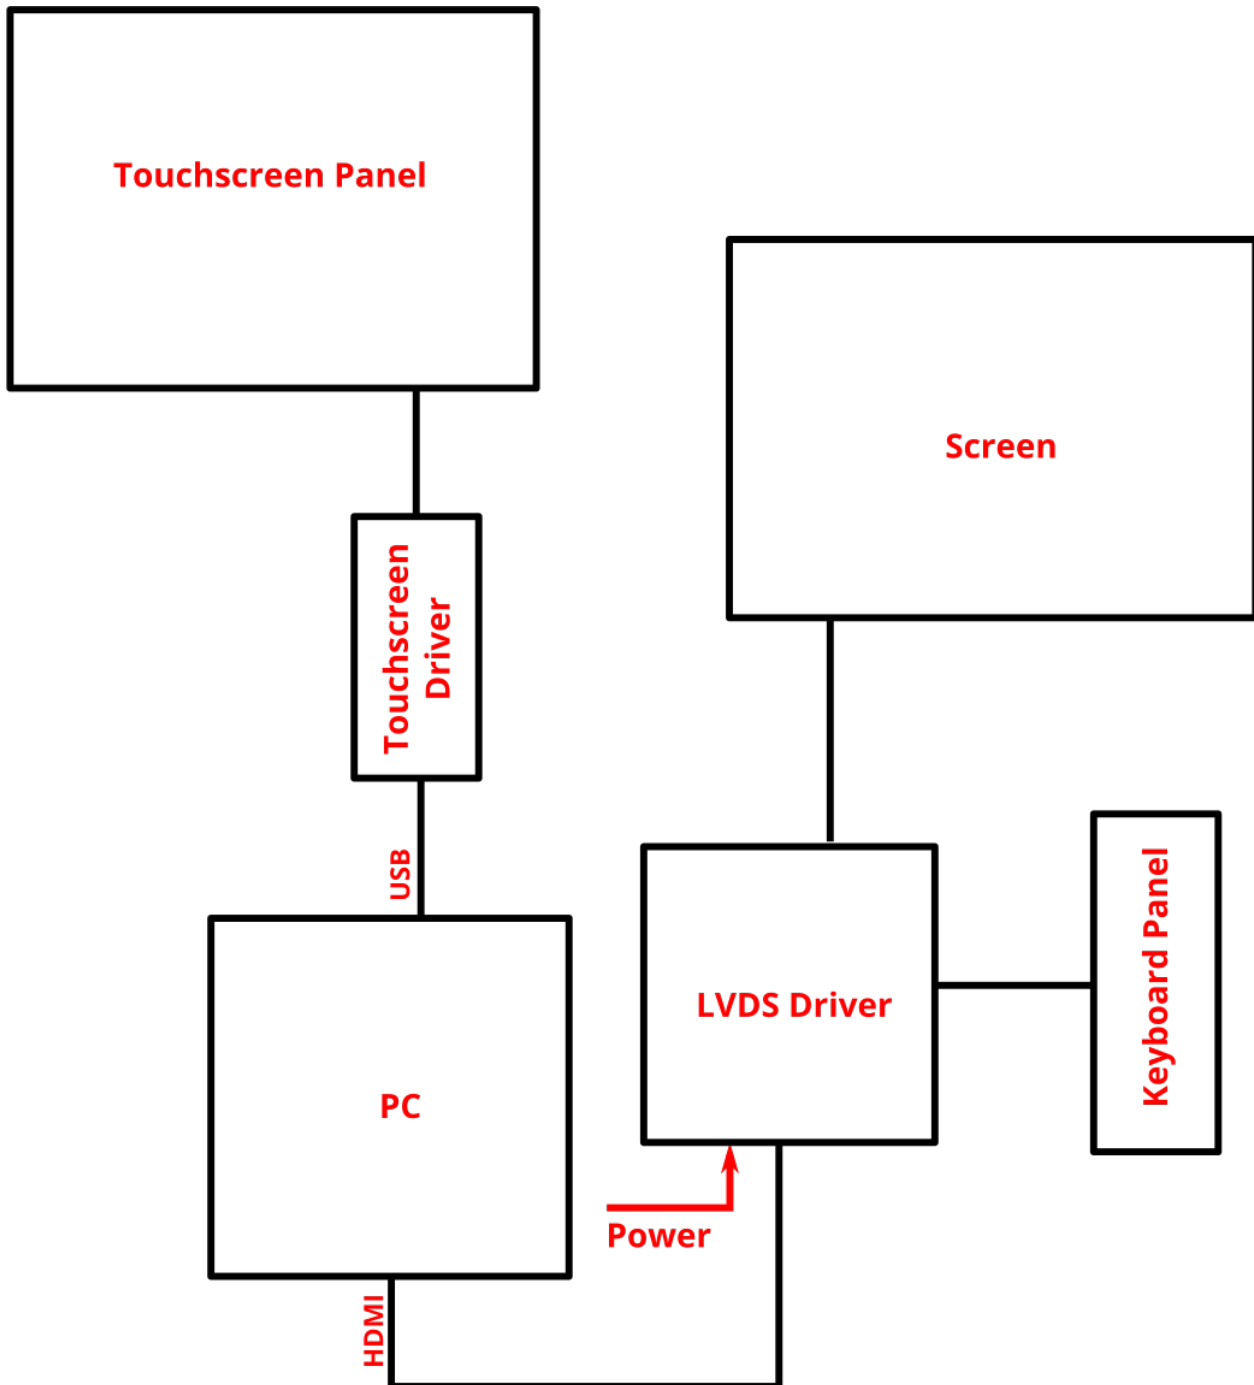 Touchscreen Panel
Screen
Touchscreen
Driver
USB
LVDS Driver
Keyboard Panel
PC
Power
HDMI